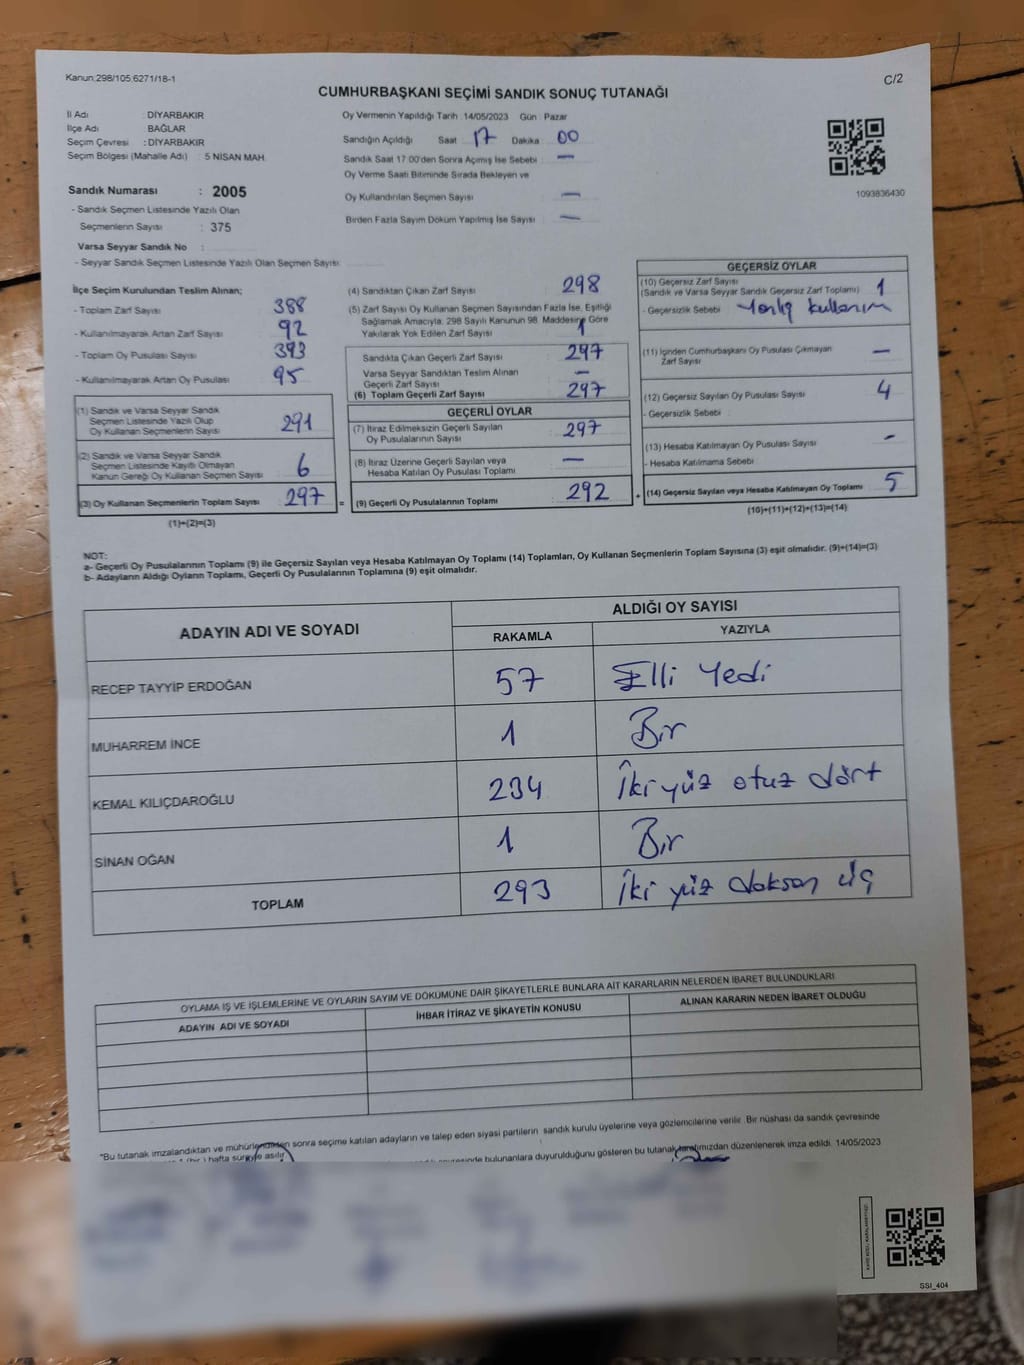 Kanun:298/105;6271/18-1
C/2
CUMHURBAŞKANI SEÇİMİ SANDIK SONUÇ TUTANAĞI
İl Adı : DİYARBAKIR
İlçe Adı BAĞLAR
Seçim Çevresi : DİYARBAKIR
Seçim Bölgesi (Mahalle Adı) : 5 NİSAN MAH.
Sandık Numarası : 2005
- Sandık Seçmen Listesinde Yazılı Olan
Seçmenlerin Sayısı : 375
Varsa Seyyar Sandık No :
- Seyyar Sandık Seçmen Listesinde Yazılı Olan Seçmen Sayısı:
Oy Vermenin Yapıldığı Tarih : 14/05/2023 Gün : Pazar
Sandığın Açıldığı Saat 17 Dakika 00
Sandık Saat 17:00'den Sonra Açımış İse Sebebi : —
Oy Verme Saati Bitiminde Sırada Bekleyen ve
Oy Kullandırılan Seçmen Sayısı —
Birden Fazla Sayım Döküm Yapılmış İse Sayısı : —
1093836430
İlçe Seçim Kurulundan Teslim Alınan;
- Toplam Zarf Sayısı : 388
- Kullanılmayarak Artan Zarf Sayısı : 92
- Toplam Oy Pusulası Sayısı : 393
- Kullanılmayarak Artan Oy Pusulası : 95
(1) Sandık ve Varsa Seyyar Sandık
Seçmen Listesinde Yazılı Olup
Oy Kullanan Seçmenlerin Sayısı : 291
(2) Sandık ve Varsa Seyyar Sandık
Seçmen Listesinde Kayıtlı Olmayan
Kanun Gereği Oy Kullanan Seçmen Sayısı : 6
(3) Oy Kullanan Seçmenlerin Toplam Sayısı : 297
(1)+(2)=(3)
=
(4) Sandıktan Çıkan Zarf Sayısı : 298
(5) Zarf Sayısı Oy Kullanan Seçmen Sayısından Fazla İse, Eşitliği
Sağlamak Amacıyla; 298 Sayılı Kanunun 98. Maddesine Göre
Yakılarak Yok Edilen Zarf Sayısı : 1
Sandıkta Çıkan Geçerli Zarf Sayısı : 297
Varsa Seyyar Sandıktan Teslim Alınan
Geçerli Zarf Sayısı : —
(6) Toplam Geçerli Zarf Sayısı : 297
GEÇERLİ OYLAR
(7) İtiraz Edilmeksizin Geçerli Sayılan
Oy Pusulalarının Sayısı : 297
(8) İtiraz Üzerine Geçerli Sayılan veya
Hesaba Katılan Oy Pusulası Toplamı : —
(9) Geçerli Oy Pusulalarının Toplamı : 292
+
GEÇERSİZ OYLAR
(10) Geçersiz Zarf Sayısı
(Sandık ve Varsa Seyyar Sandık Geçersiz Zarf Toplamı) : 1
- Geçersizlik Sebebi : Yanlış kullanım
(11) İçinden Cumhurbaşkanı Oy Pusulası Çıkmayan
Zarf Sayısı : —
(12) Geçersiz Sayılan Oy Pusulası Sayısı : 4
- Geçersizlik Sebebi :
(13) Hesaba Katılmayan Oy Pusulası Sayısı : -
- Hesaba Katılmama Sebebi :
(14) Geçersiz Sayılan veya Hesaba Katılmayan Oy Toplamı : 5
(10)+(11)+(12)+(13)=(14)
NOT:
a- Geçerli Oy Pusulalarının Toplamı (9) ile Geçersiz Sayılan veya Hesaba Katılmayan Oy Toplamı (14) Toplamları, Oy Kullanan Seçmenlerin Toplam Sayısına (3) eşit olmalıdır. (9)+(14)=(3)
b- Adayların Aldığı Oyların Toplamı, Geçerli Oy Pusulalarının Toplamına (9) eşit olmalıdır.
ADAYIN ADI VE SOYADI
ALDIĞI OY SAYISI
RAKAMLA YAZIYLA
RECEP TAYYİP ERDOĞAN 57 Elli Yedi
MUHARREM İNCE 1 Bir
KEMAL KILIÇDAROĞLU 234 İki yüz otuz dört
SİNAN OĞAN 1 Bir
TOPLAM 293 İki yüz doksan üç
OYLAMA İŞ VE İŞLEMLERİNE VE OYLARIN SAYIM VE DÖKÜMÜNE DAİR ŞİKAYETLERLE BUNLARA AİT KARARLARIN NELERDEN İBARET BULUNDUKLARI
ADAYIN ADI VE SOYADI İHBAR İTİRAZ VE ŞİKAYETİN KONUSU ALINAN KARARIN NEDEN İBARET OLDUĞU
"Bu tutanak imzalandıktan ve mühürlendikten sonra seçime katılan adayların ve talep eden siyasi partilerin sandık kurulu üyelerine veya gözlemcilerine verilir. Bir nüshası da sandık çevresinde
(bir) hafta süreyle asılır bulunanlara duyurulduğunu gösteren bu tutanak tarafımızdan düzenlenerek imza edildi. 14/05/2023
SSI_404